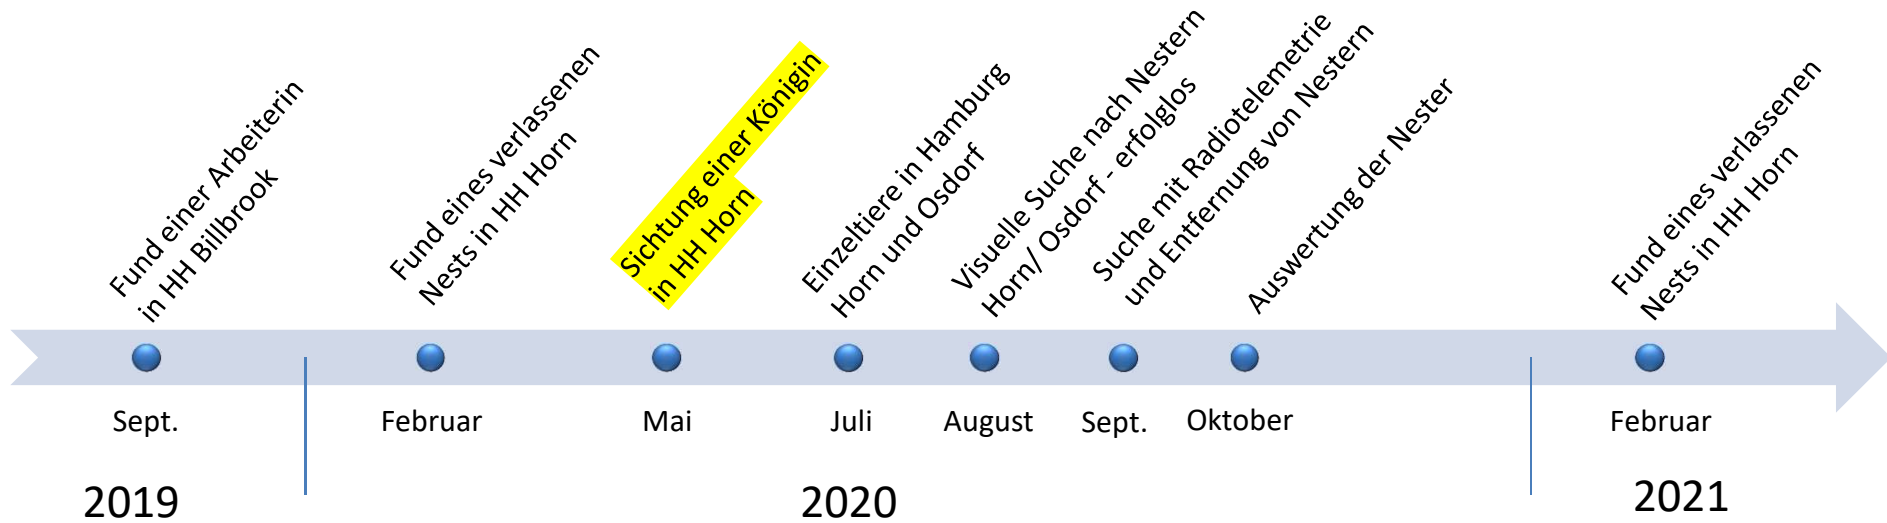 Fund einer Arbeiterin
in HH Billbrook
Fund eines verlassenen
Nests in HH Horn
Sichtung einer Königin
in HH Horn
Einzeltiere in Hamburg
Horn und Osdorf
Visuelle Suche nach Nestern
Horn/ Osdorf - erfolglos
Suche mit Radiotelemetrie
und Entfernung von Nestern
Auswertung der Nester
Fund eines verlassenen
Nests in HH Horn
Sept.
Februar
Mai
Juli
August
Sept.
Oktober
Februar
2019
2020
2021